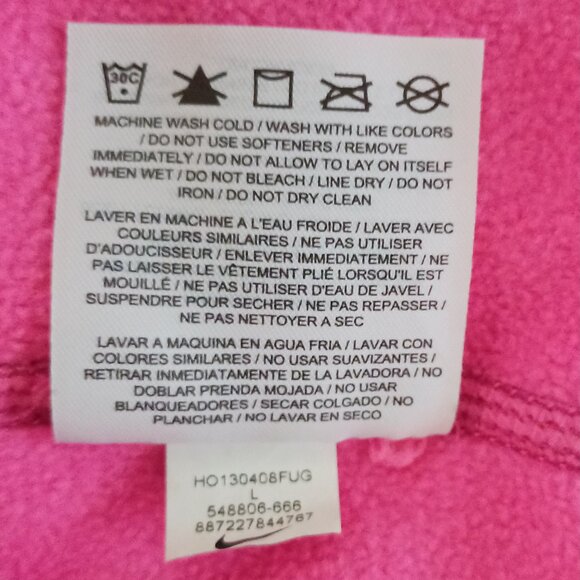 30C
MACHINE WASH COLD / WASH WITH LIKE COLORS
/ DO NOT USE SOFTENERS / REMOVE
IMMEDIATELY / DO NOT ALLOW TO LAY ON ITSELF
WHEN WET / DO NOT BLEACH / LINE DRY / DO NOT
IRON / DO NOT DRY CLEAN
LAVER EN MACHINE A L'EAU FROIDE / LAVER AVEC
COULEURS SIMILAIRES / NE PAS UTILISER
D'ADOUCISSEUR / ENLEVER IMMEDIATEMENT / NE
PAS LAISSER LE VÊTEMENT PLIÉ LORSQU'IL EST
MOUILLÉ / NE PAS UTILISER D'EAU DE JAVEL /
SUSPENDRE POUR SECHER / NE PAS REPASSER /
NE PAS NETTOYER A SEC
LAVAR A MAQUINA EN AGUA FRIA / LAVAR CON
COLORES SIMILARES / NO USAR SUAVIZANTES /
RETIRAR INMEDIATAMENTE DE LA LAVADORA / NO
DOBLAR PRENDA MOJADA / NO USAR
BLANQUEADORES / SECAR COLGADO / NO
PLANCHAR / NO LAVAR EN SECO
HO130408FUG
L
548806-666
887227844767